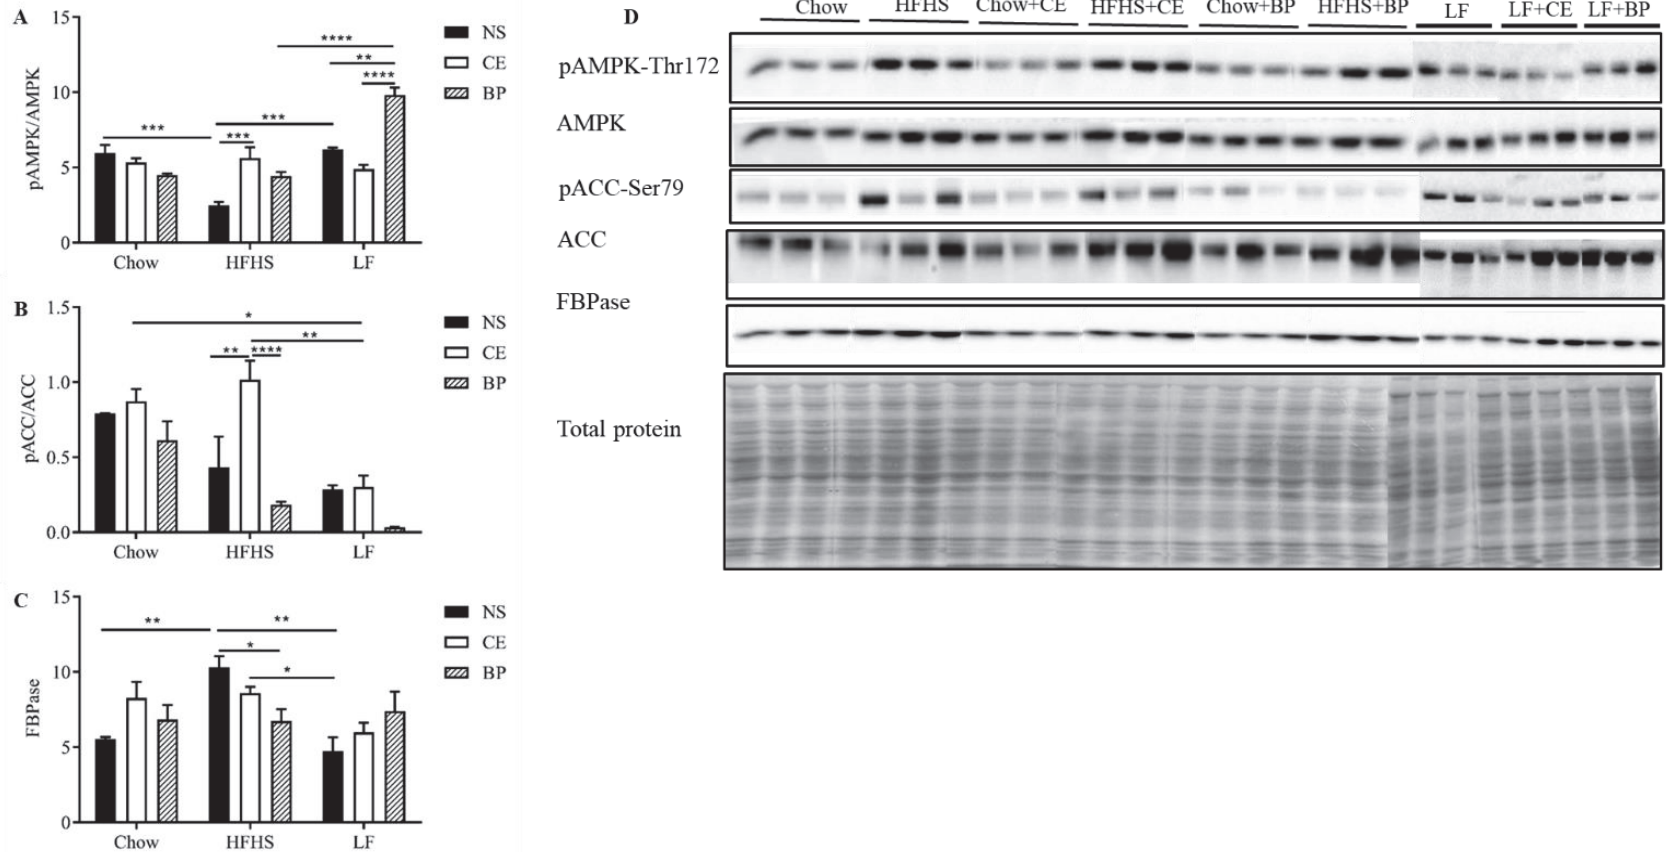 A
pAMPK/AMPK
15
10
5
0
***
***
***
****
**
****
NS
CE
BP
Chow HFHS LF
B
pACC/ACC
1.5
1.0
0.5
0.0
*
**
**
****
NS
CE
BP
Chow HFHS LF
C
FBPase
15
10
5
0
**
**
*
*
NS
CE
BP
Chow HFHS LF
D
Chow HFHS Chow+CE HFHS+CE Chow+BP HFHS+BP LF LF+CE LF+BP
pAMPK-Thr172
AMPK
pACC-Ser79
ACC
FBPase
Total protein